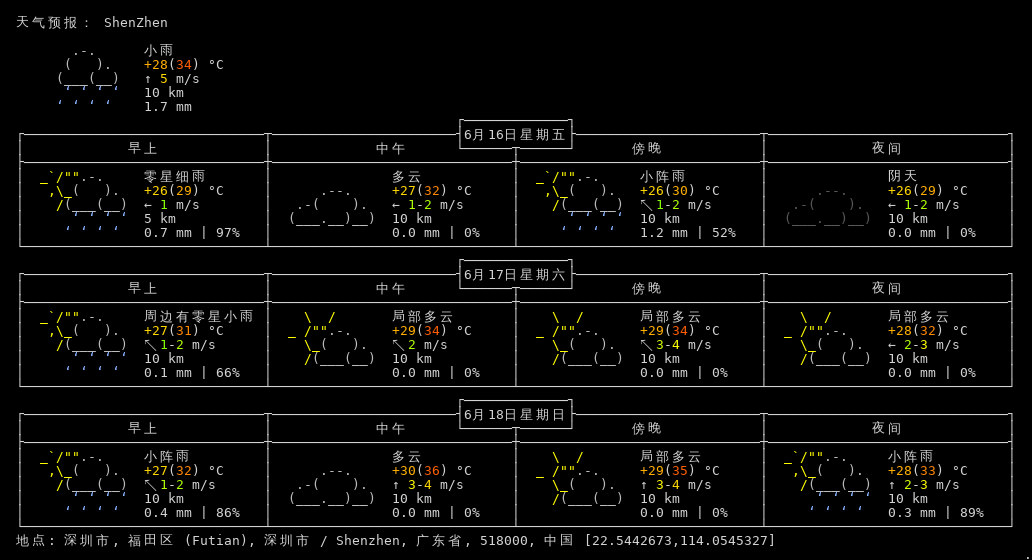 天气预报： ShenZhen
小雨
+28(34) °C
↑ 5 m/s
10 km
1.7 mm
6月16日星期五
早上 中午 傍晚 夜间
零星细雨 多云 小阵雨 阴天
+26(29) °C +27(32) °C +26(30) °C +26(29) °C
← 1 m/s ← 1-2 m/s ↖ 1-2 m/s ← 1-2 m/s
5 km 10 km 10 km 10 km
0.7 mm | 97% 0.0 mm | 0% 1.2 mm | 52% 0.0 mm | 0%
6月17日星期六
早上 中午 傍晚 夜间
周边有零星小雨 局部多云 局部多云 局部多云
+27(31) °C +29(34) °C +29(34) °C +28(32) °C
↖ 1-2 m/s ↖ 2 m/s ↖ 3-4 m/s ← 2-3 m/s
10 km 10 km 10 km 10 km
0.1 mm | 66% 0.0 mm | 0% 0.0 mm | 0% 0.0 mm | 0%
6月18日星期日
早上 中午 傍晚 夜间
小阵雨 多云 局部多云 小阵雨
+27(32) °C +30(36) °C +29(35) °C +28(33) °C
↖ 1-2 m/s ↑ 3-4 m/s ↑ 3-4 m/s ↑ 2-3 m/s
10 km 10 km 10 km 10 km
0.4 mm | 86% 0.0 mm | 0% 0.0 mm | 0% 0.3 mm | 89%
地点: 深圳市, 福田区 (Futian), 深圳市 / Shenzhen, 广东省, 518000, 中国 [22.5442673,114.0545327]